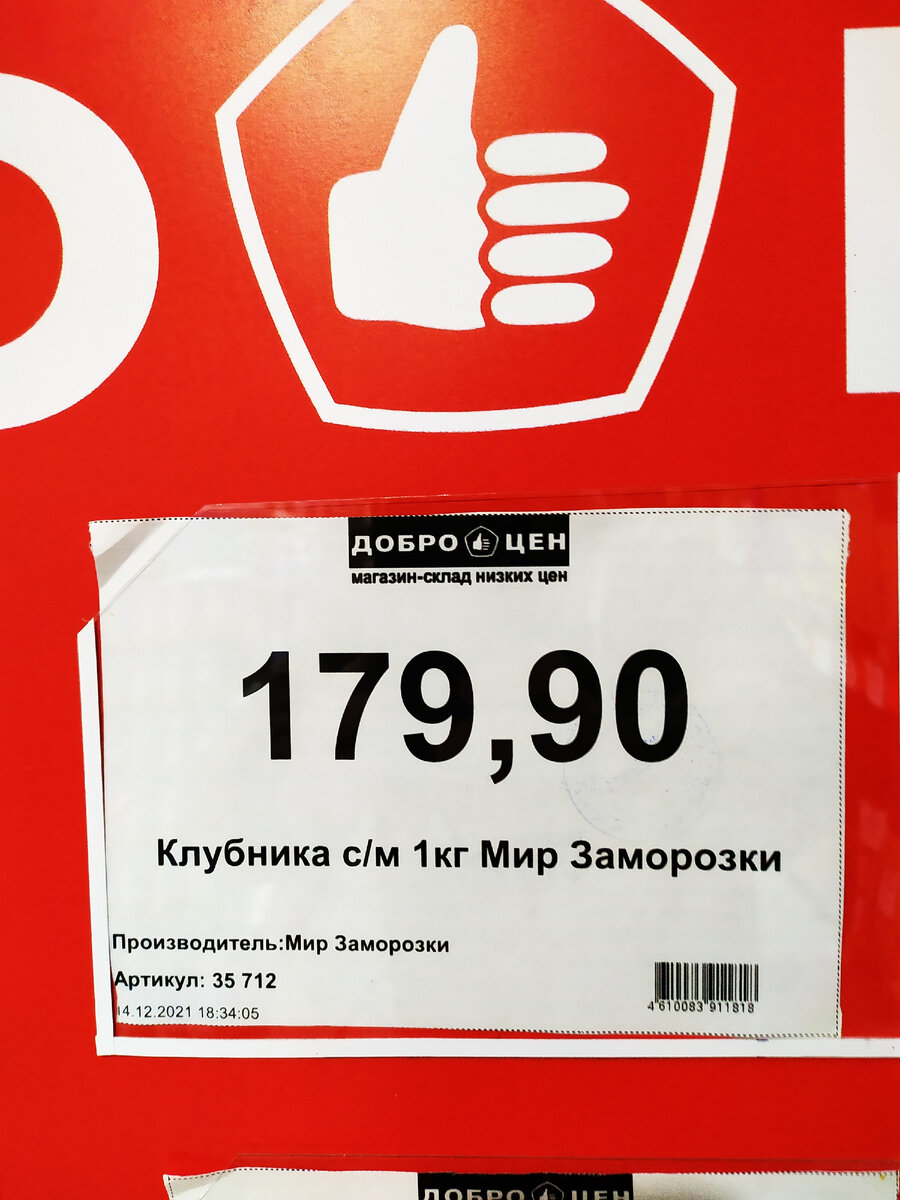 ДОБРО ЦЕН
магазин-склад низких цен
179,90
Клубника с/м 1кг Мир Заморозки
Производитель:Мир Заморозки
Артикул: 35 712
14.12.2021 18:34:05
4 610083 911818
ДОБРО ЦЕН